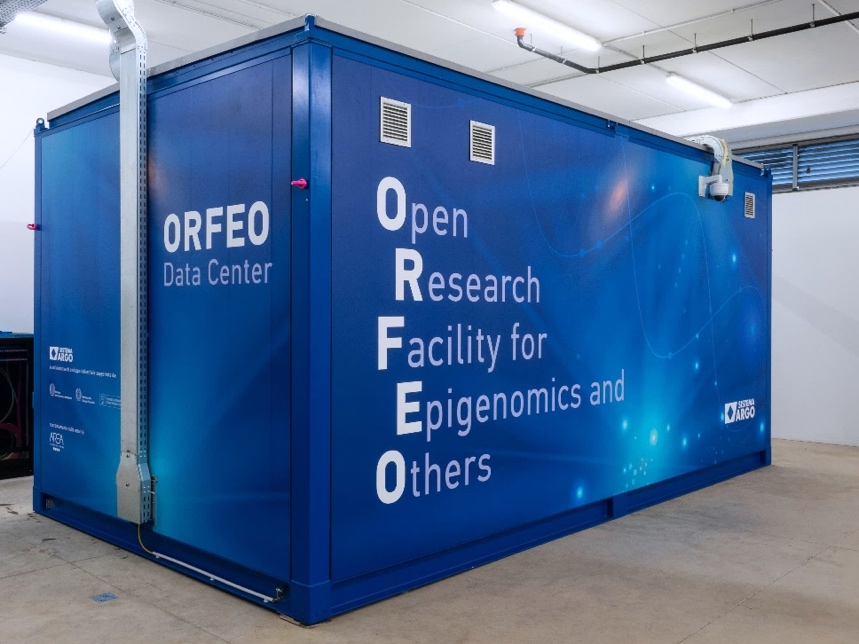 ORFEO
Data Center
SISTEMA
ARGO
AREA
Open
Research
Facility for
Epigenomics and
Others
SISTEMA
ARGO